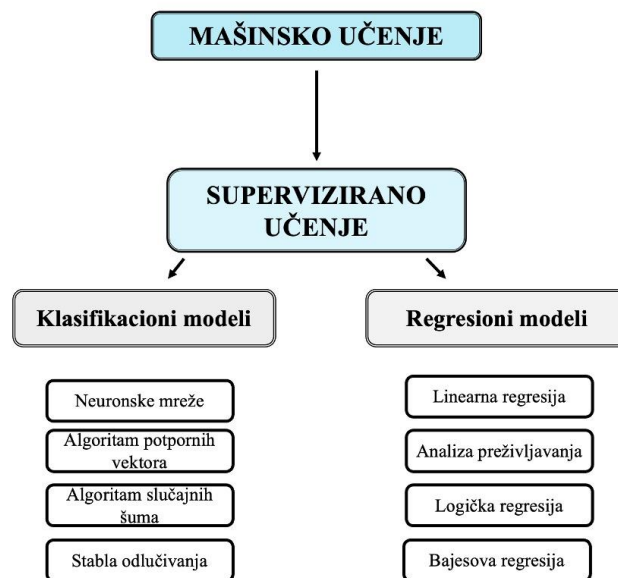 MAŠINSKO UČENJE
SUPERVIZIRANO
UČENJE
Klasifikacioni modeli
Neuronske mreže
Algoritam potpornih
vektora
Algoritam slučajnih
šuma
Stabla odlučivanja
Regresioni modeli
Linearna regresija
Analiza preživljavanja
Logička regresija
Bajesova regresija